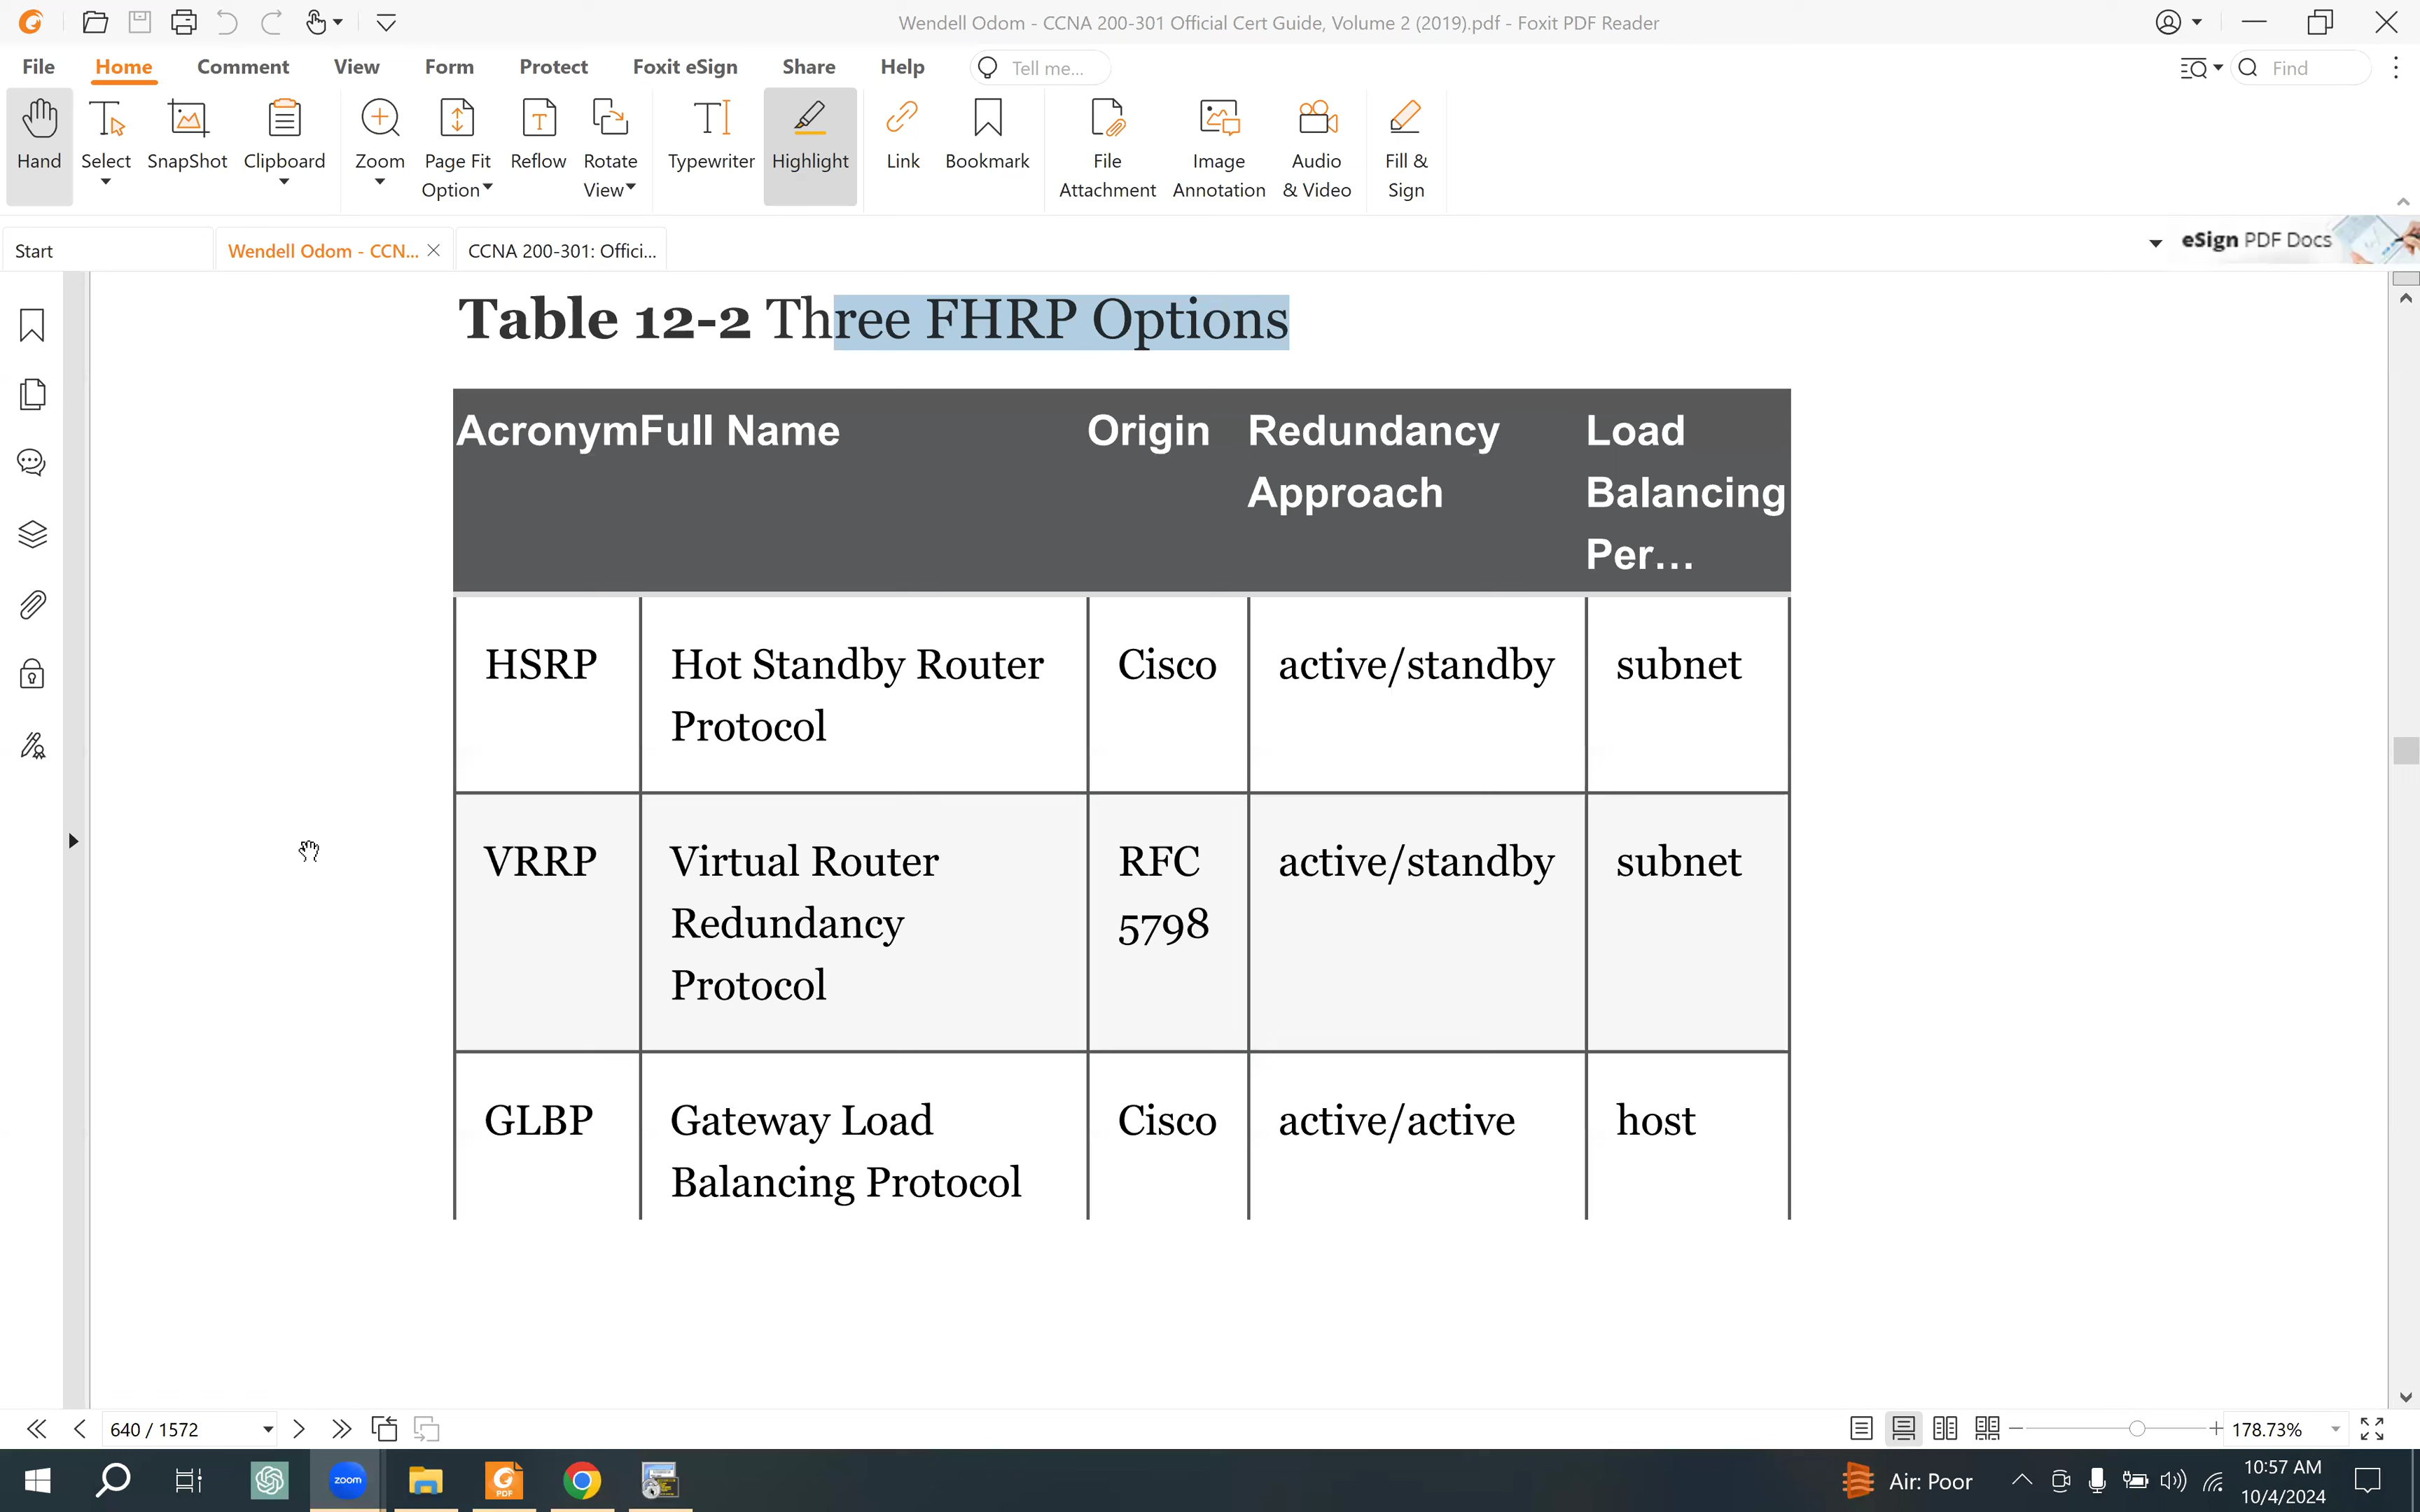 Wendell Odom - CCNA 200-301 Official Cert Guide, Volume 2 (2019).pdf - Foxit PDF Reader
File Home Comment View Form Protect Foxit eSign Share Help Tell me... Find
Hand Select SnapShot Clipboard Zoom Page Fit Option Reflow Rotate View Typewriter Highlight Link Bookmark File Attachment Image Annotation Audio & Video Fill & Sign
Start Wendell Odom - CCN... CCNA 200-301: Offici... eSign PDF Docs
Table 12-2 Three FHRP Options
Acronym Full Name Origin Redundancy Approach Load Balancing Per...
HSRP Hot Standby Router Protocol Cisco active/standby subnet
VRRP Virtual Router Redundancy Protocol RFC 5798 active/standby subnet
GLBP Gateway Load Balancing Protocol Cisco active/active host
640 / 1572 178.73%
zoom PDF Air: Poor 10:57 AM
10/4/2024